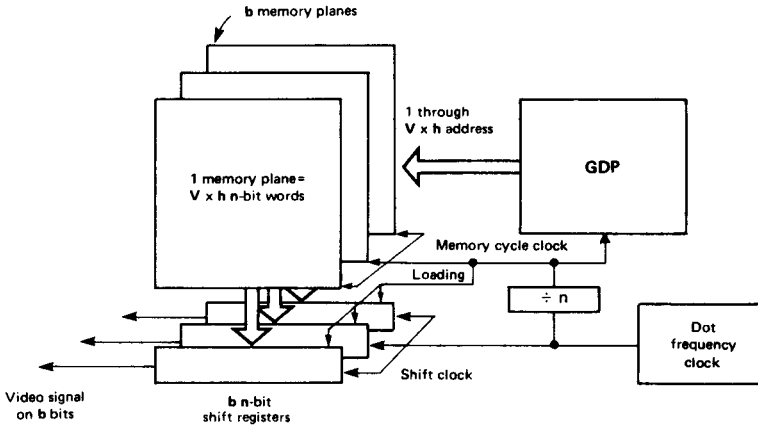 b memory planes
1 through
V x h address
GDP
1 memory plane=
V x h n-bit words
Memory cycle clock
Loading
÷ n
Dot
frequency
clock
Shift clock
Video signal
on b bits
b n-bit
shift registers